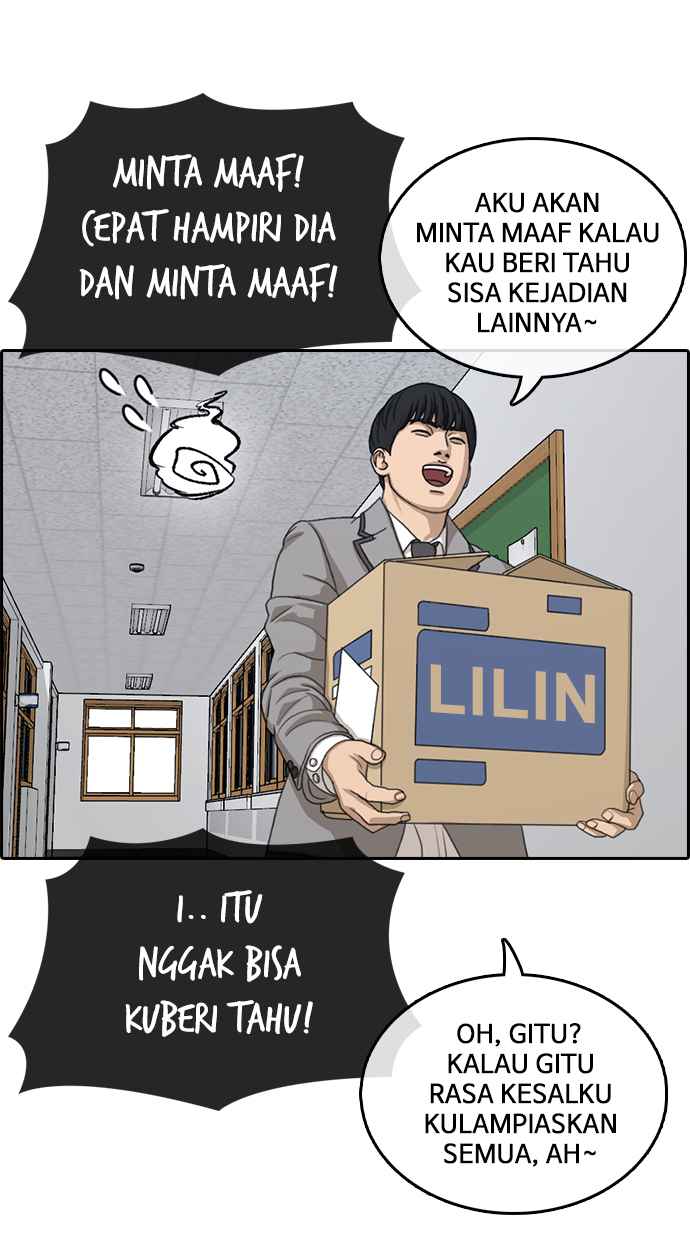 MINTA MAAF!
CEPAT HAMPIRI DIA
DAN MINTA MAAF!
AKU AKAN
MINTA MAAF KALAU
KAU BERI TAHU
SISA KEJADIAN
LAINNYA~
LILIN
I.. ITU
NGGAK BISA
KUBERI TAHU!
OH, GITU?
KALAU GITU
RASA KESALKU
KULAMPIASKAN
SEMUA, AH~